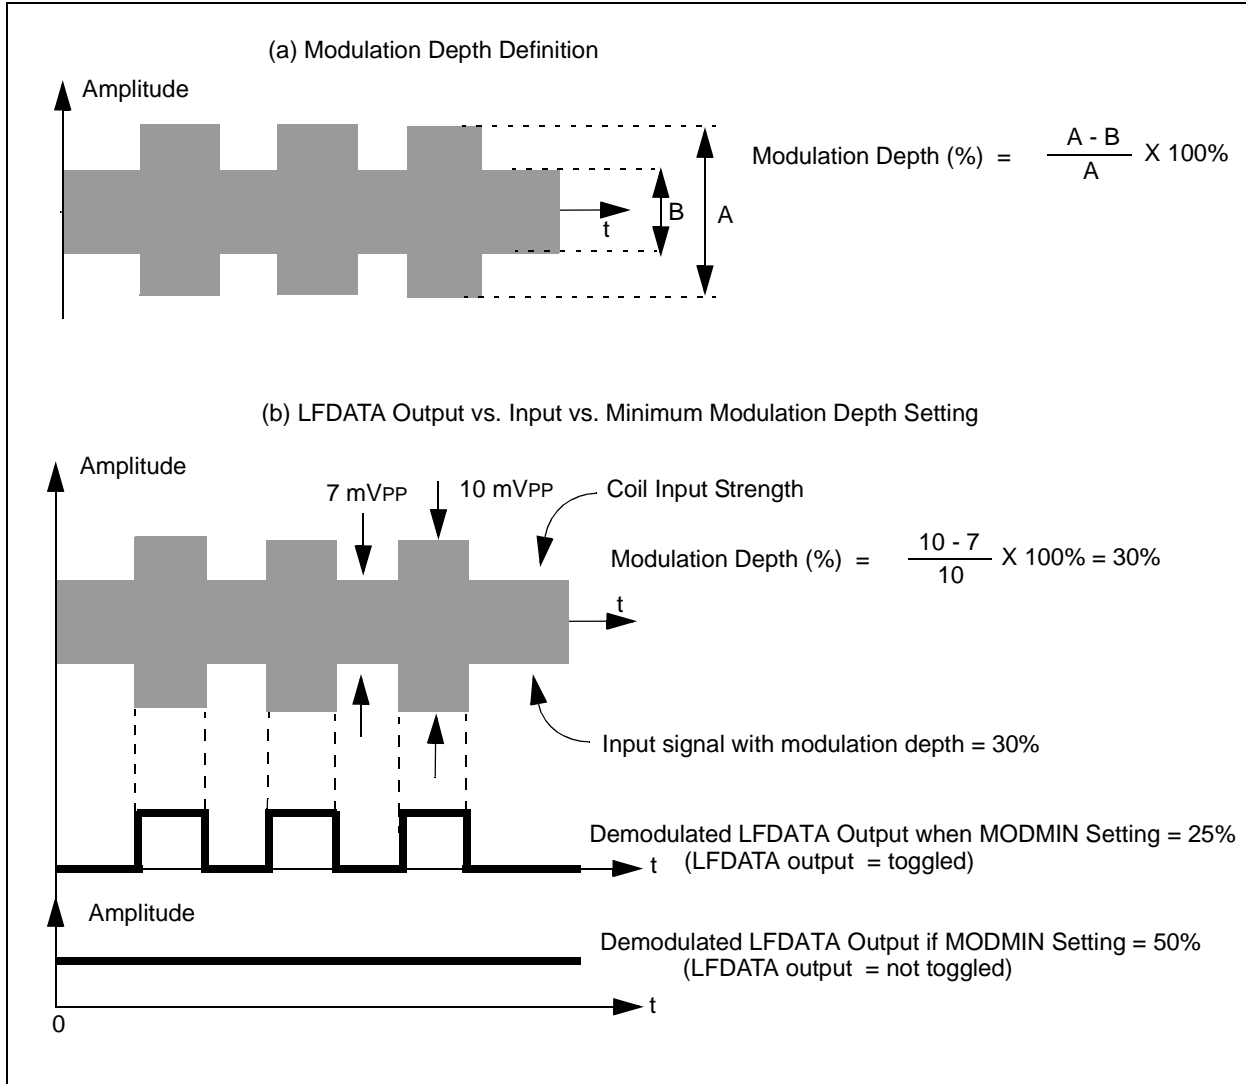 (a) Modulation Depth Definition
Amplitude
Modulation Depth (%) = A - B / A X 100%
B
A
t
(b) LFDATA Output vs. Input vs. Minimum Modulation Depth Setting
Amplitude
7 mVPP
10 mVPP
Coil Input Strength
Modulation Depth (%) = 10 - 7 / 10 X 100% = 30%
t
Input signal with modulation depth = 30%
Demodulated LFDATA Output when MODMIN Setting = 25%
t
(LFDATA output = toggled)
Amplitude
Demodulated LFDATA Output if MODMIN Setting = 50%
(LFDATA output = not toggled)
t
0